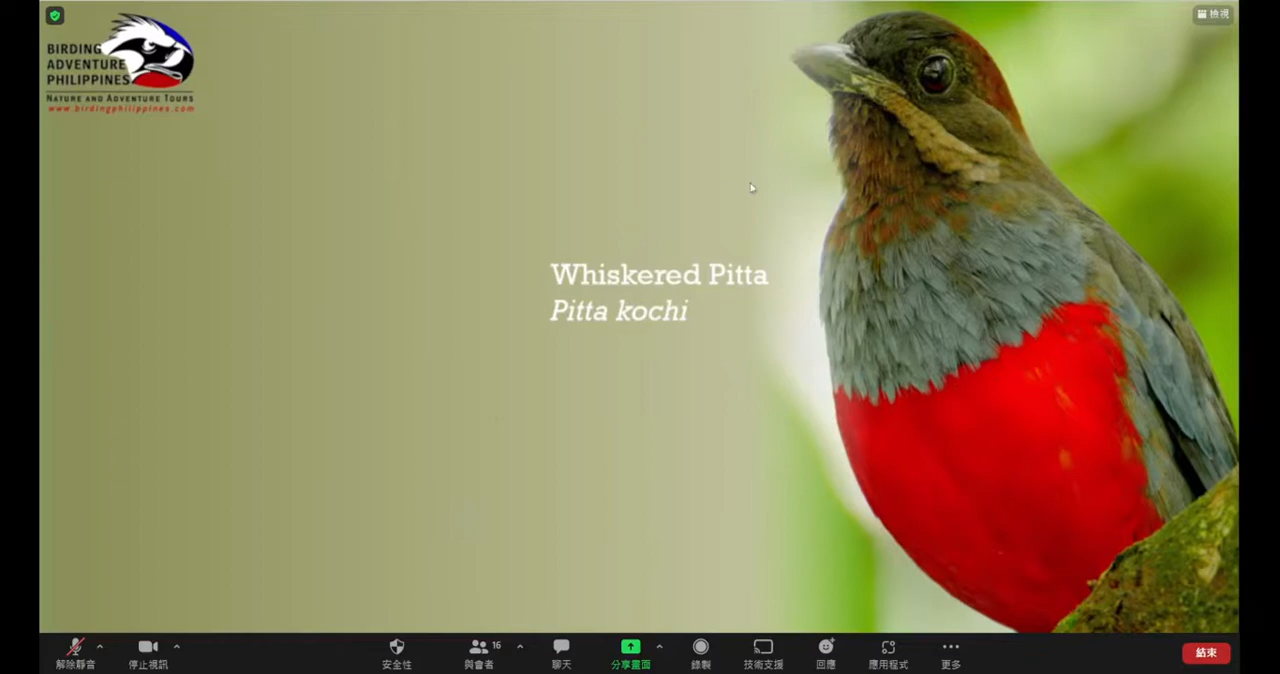 BIRDING
ADVENTURE
PHILIPPINES
NATURE AND ADVENTURE TOURS
www.birdingphilippines.com
檢視
Whiskered Pitta
Pitta kochi
解除靜音
停止視訊
安全性
16
與會者
聊天
分享畫面
錄製
技術支援
回應
應用程式
更多
結束